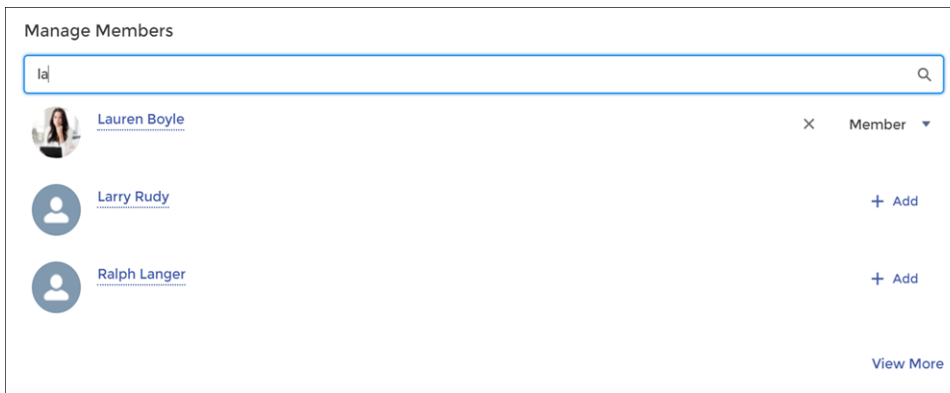 Manage Members
la
Lauren Boyle
Member
Larry Rudy
+ Add
Ralph Langer
+ Add
View More